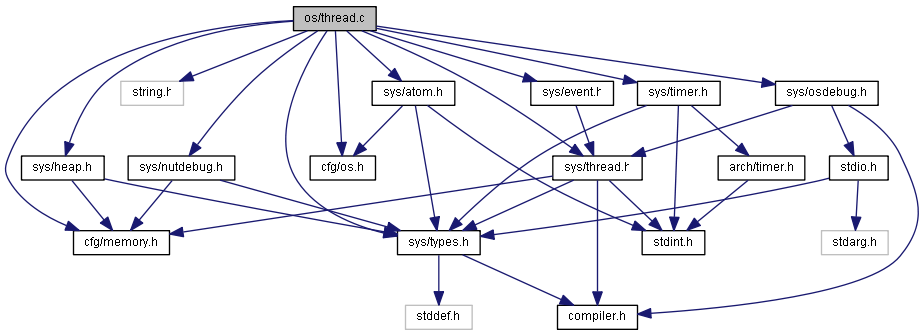 os/thread.c
string.h
sys/atom.h
sys/event.h
sys/timer.h
sys/osdebug.h
sys/heap.h
sys/nutdebug.h
cfg/os.h
sys/thread.h
arch/timer.h
stdio.h
cfg/memory.h
sys/types.h
stdint.h
stdarg.h
stddef.h
compiler.h